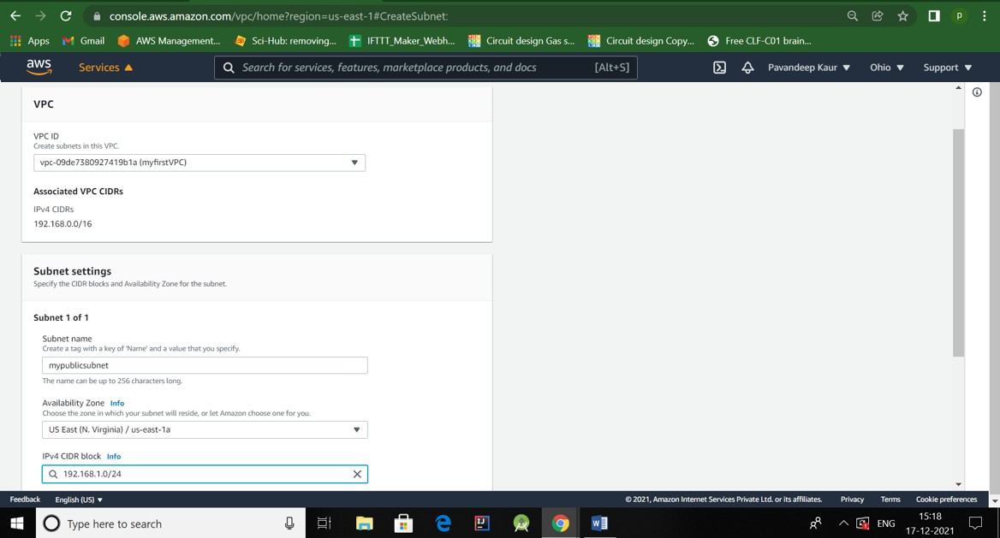 console.aws.amazon.com/vpc/home?region=us-east-1#CreateSubnet:
p
Apps Gmail AWS Management... Sci-Hub: removing... IFTTT_Maker_Webh... Circuit design Gas s... Circuit design Copy... Free CLF-C01 brain...
aws Services Search for services, features, marketplace products, and docs [Alt+S] Pavandeep Kaur Ohio Support
VPC
VPC ID
Create subnets in this VPC.
vpc-09de7380927419b1a (myfirstVPC)
Associated VPC CIDRs
IPv4 CIDRs
192.168.0.0/16
Subnet settings
Specify the CIDR blocks and Availability Zone for the subnet.
Subnet 1 of 1
Subnet name
Create a tag with a key of 'Name' and a value that you specify.
mypublicsubnet
The name can be up to 256 characters long.
Availability Zone Info
Choose the zone in which your subnet will reside, or let Amazon choose one for you.
US East (N. Virginia) / us-east-1a
IPv4 CIDR block Info
192.168.1.0/24
Feedback English (US) © 2021, Amazon Internet Services Private Ltd. or its affiliates. Privacy Terms Cookie preferences
Type here to search ENG 15:18
17-12-2021